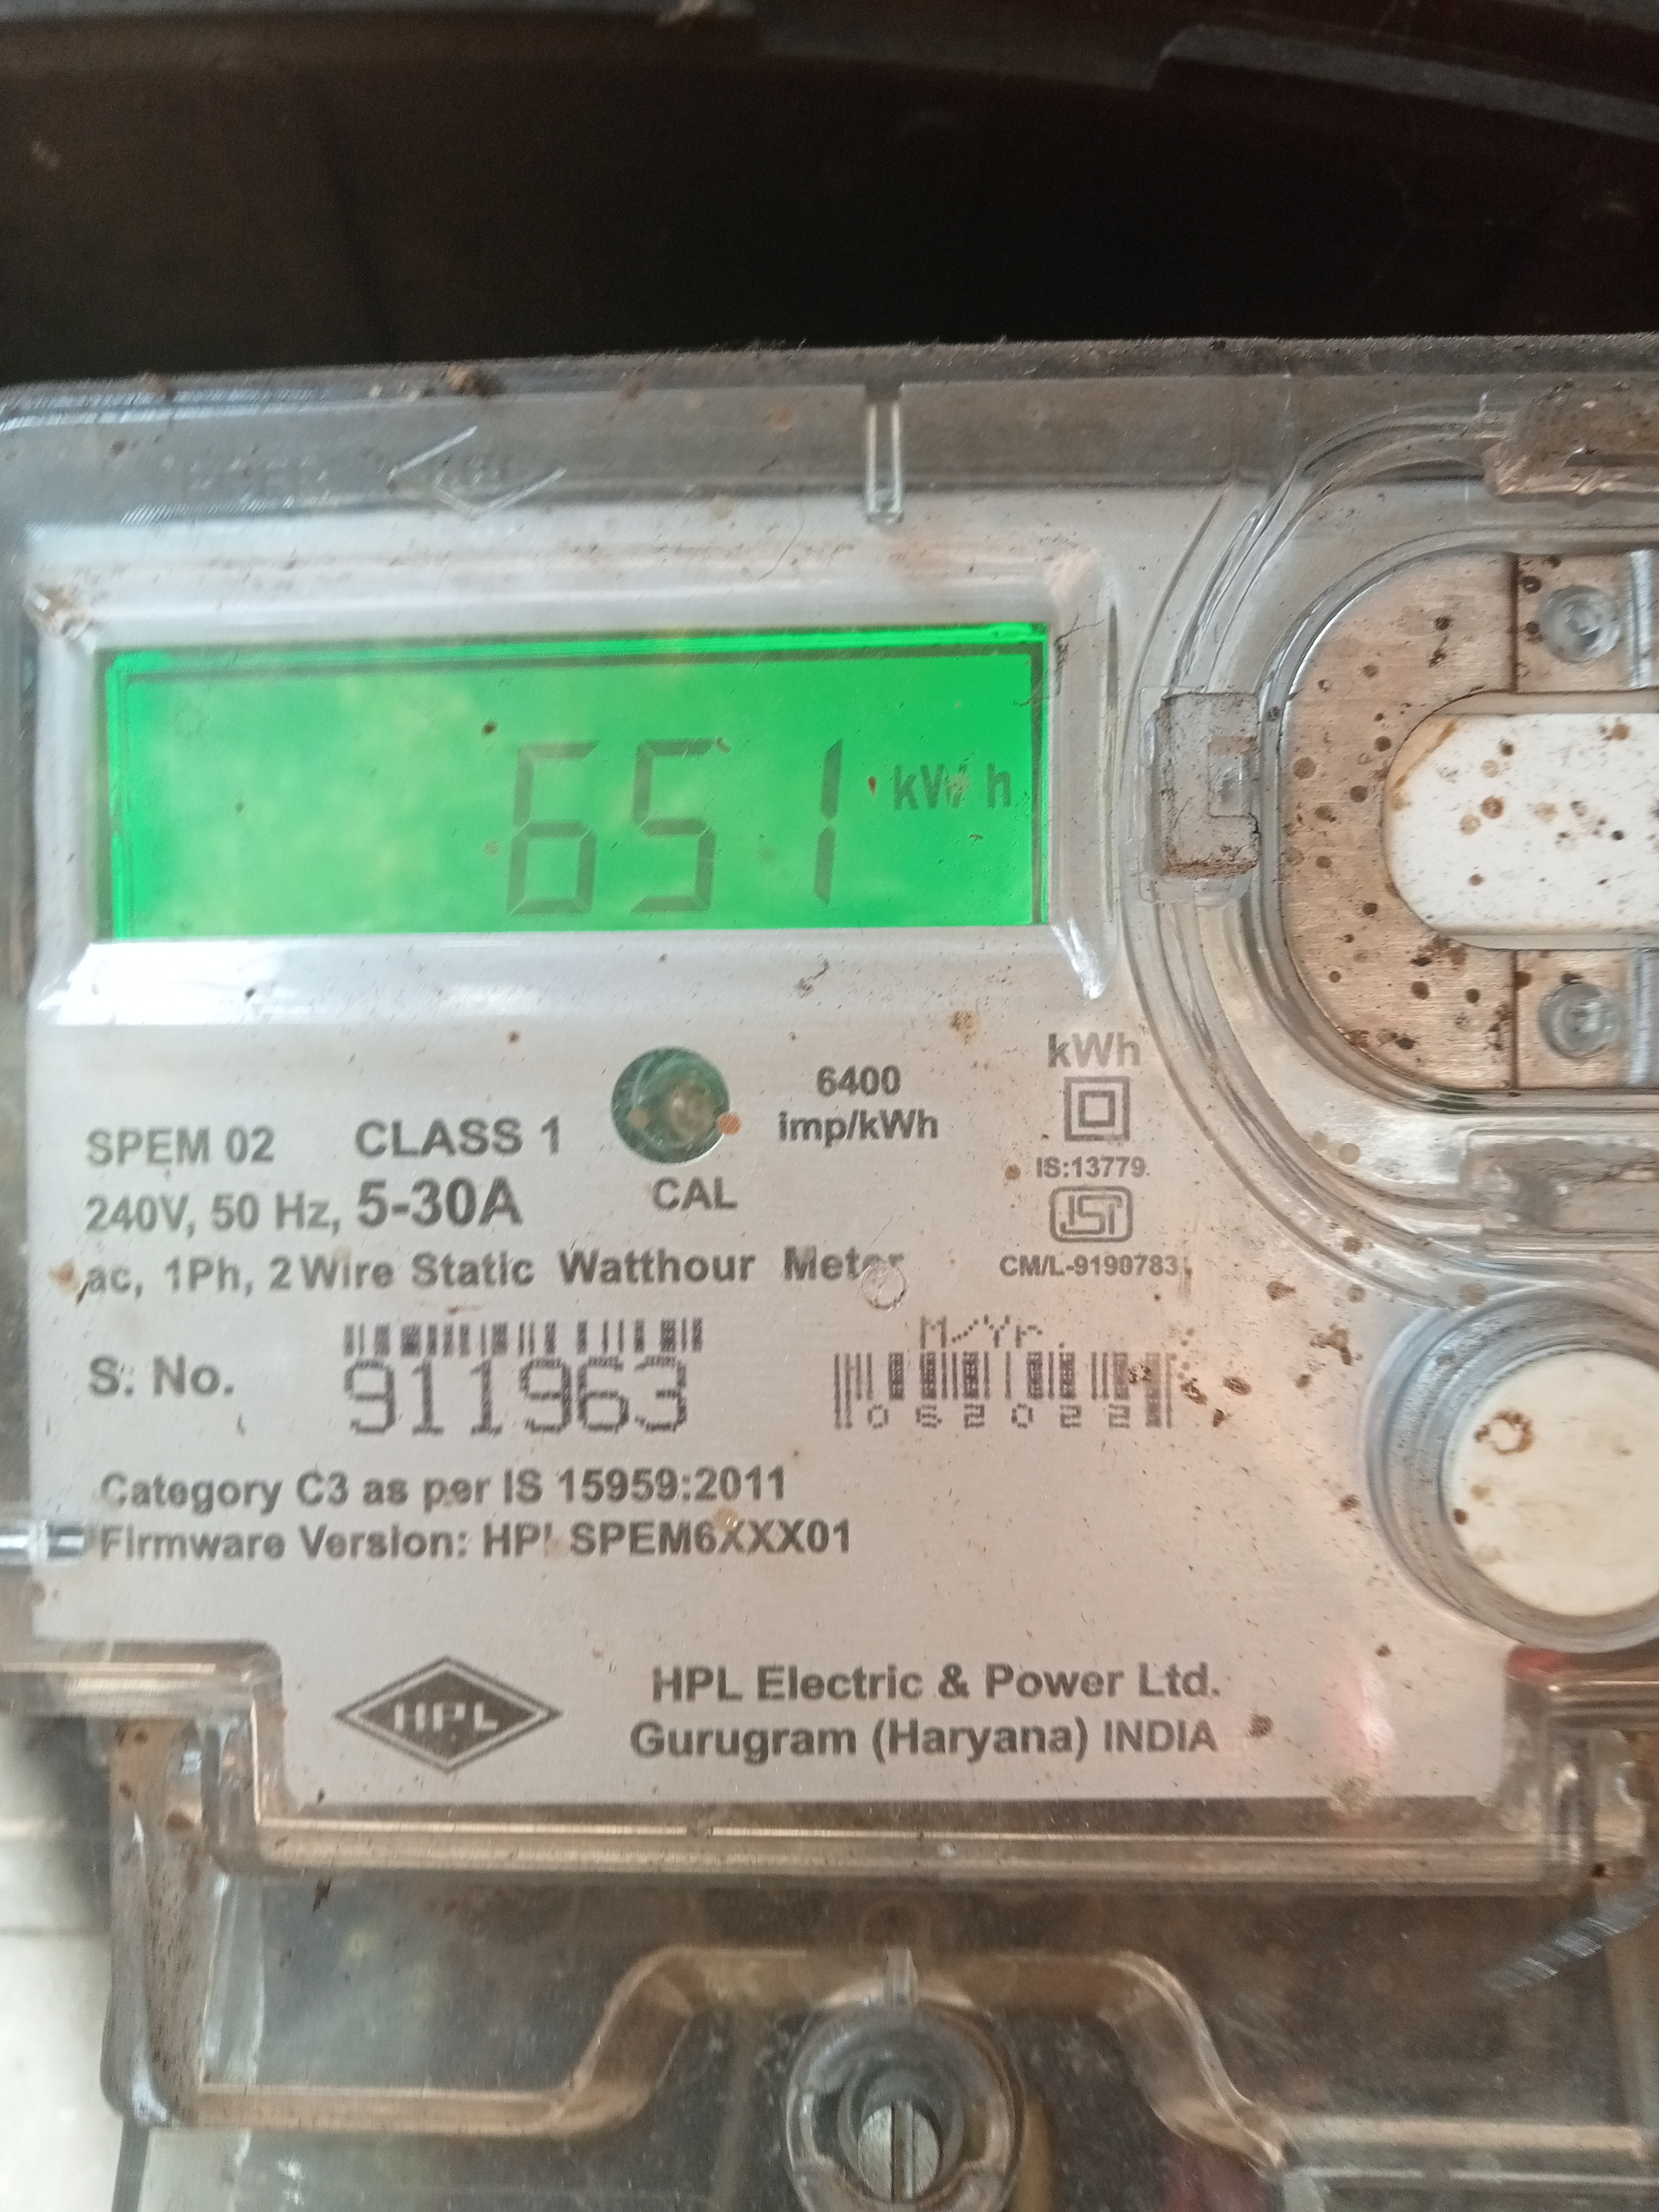 651 kWh
6400
imp/kWh
kWh
SPEM 02 CLASS 1
IS:13779
240V, 50 Hz, 5-30A
CAL
ac, 1Ph, 2 Wire Static Watthour Meter
CM/L-9190783
M/Yr.
S. No. 911963
062022
Category C3 as per IS 15959:2011
Firmware Version: HPLSPEM6XXX01
HPL
HPL Electric & Power Ltd.
Gurugram (Haryana) INDIA